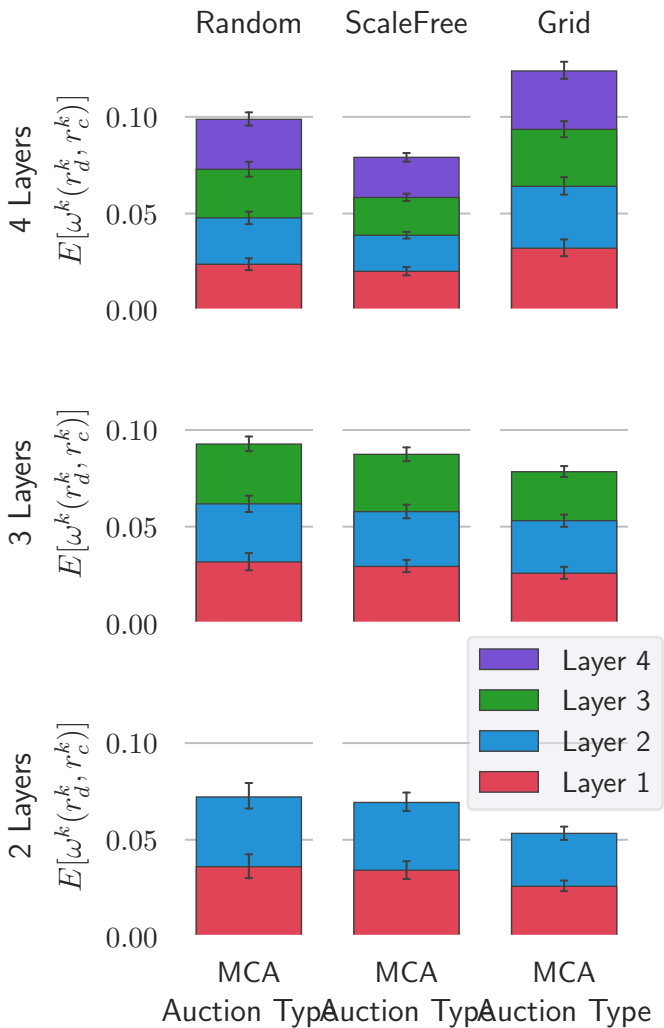 Random ScaleFree Grid
4 Layers
E[ω^k(r_d^k, r_c^k)]
0.10
0.05
0.00
3 Layers
E[ω^k(r_d^k, r_c^k)]
0.10
0.05
0.00
Layer 4
Layer 3
Layer 2
Layer 1
2 Layers
E[ω^k(r_d^k, r_c^k)]
0.10
0.05
0.00
MCA MCA MCA
Auction Type Auction Type Auction Type